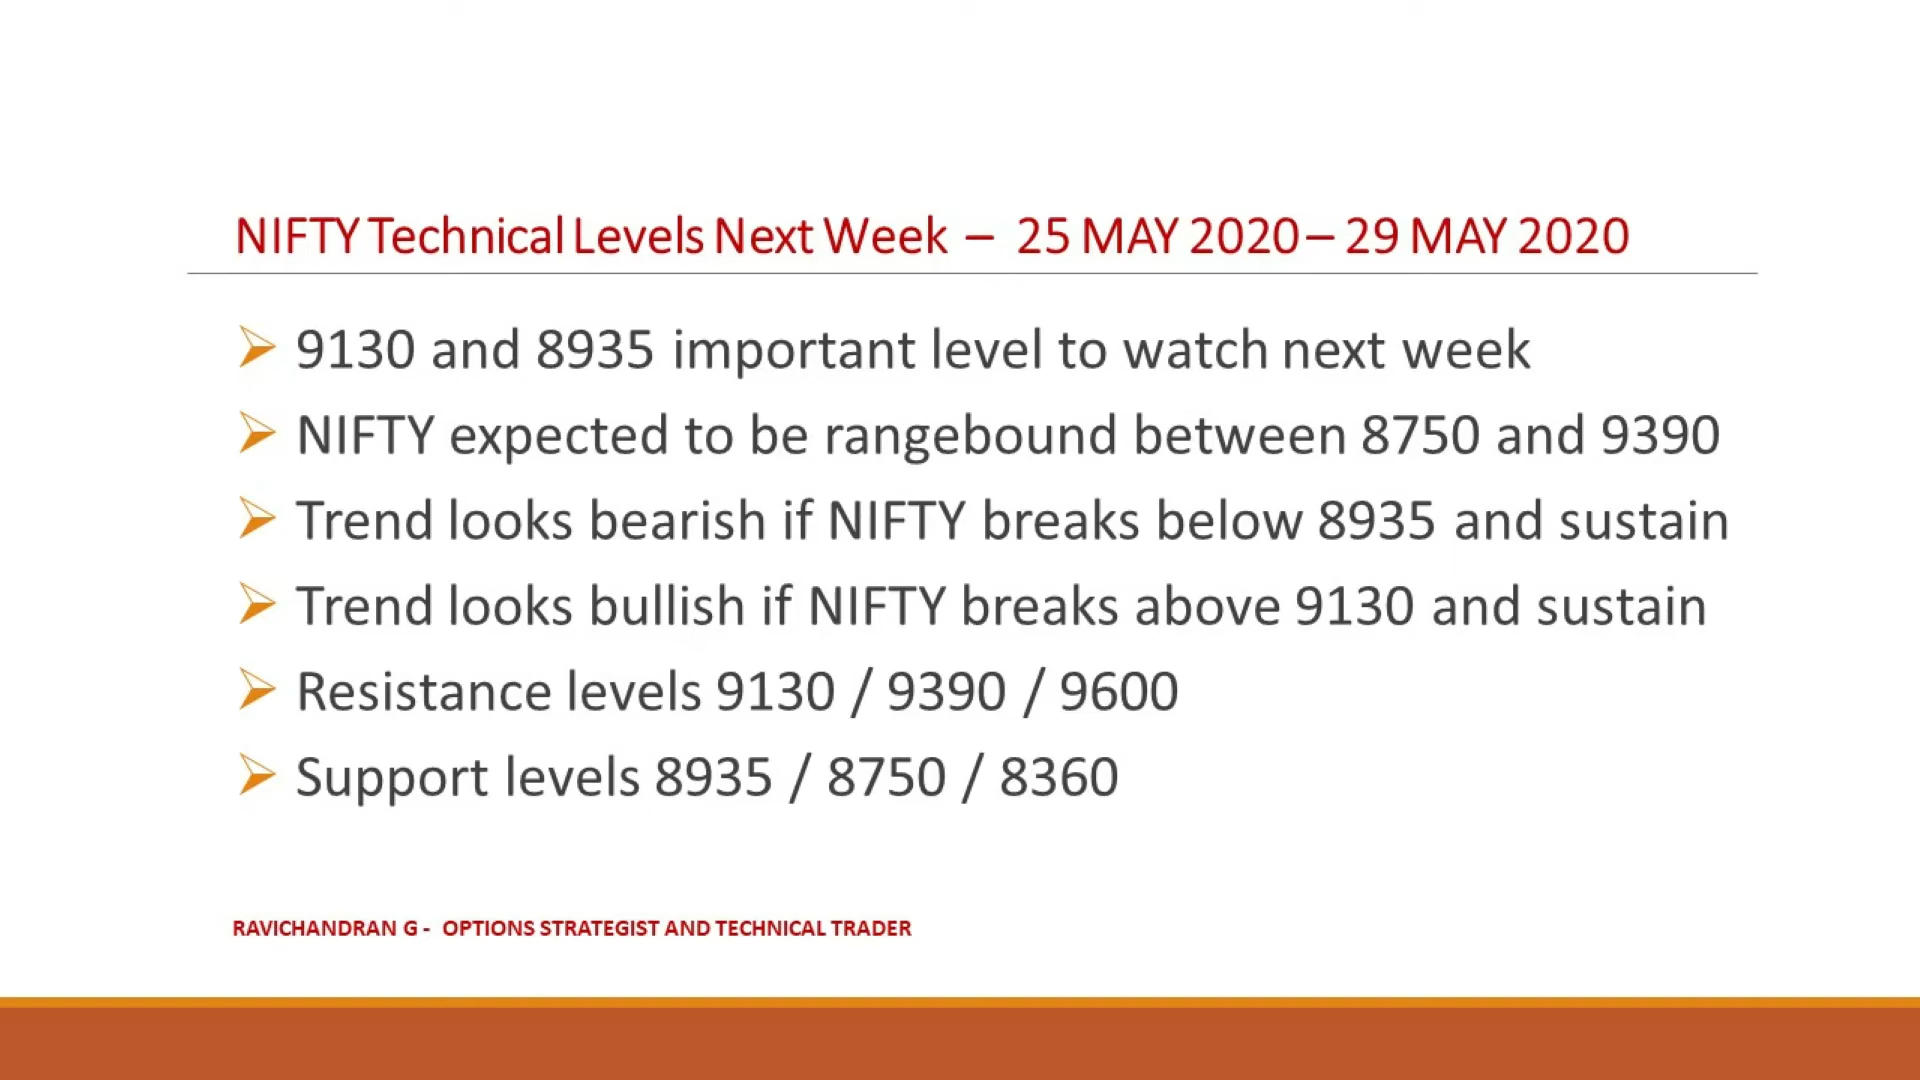 NIFTY Technical Levels Next Week – 25 MAY 2020 – 29 MAY 2020
9130 and 8935 important level to watch next week
NIFTY expected to be rangebound between 8750 and 9390
Trend looks bearish if NIFTY breaks below 8935 and sustain
Trend looks bullish if NIFTY breaks above 9130 and sustain
Resistance levels 9130 / 9390 / 9600
Support levels 8935 / 8750 / 8360
RAVICHANDRAN G - OPTIONS STRATEGIST AND TECHNICAL TRADER